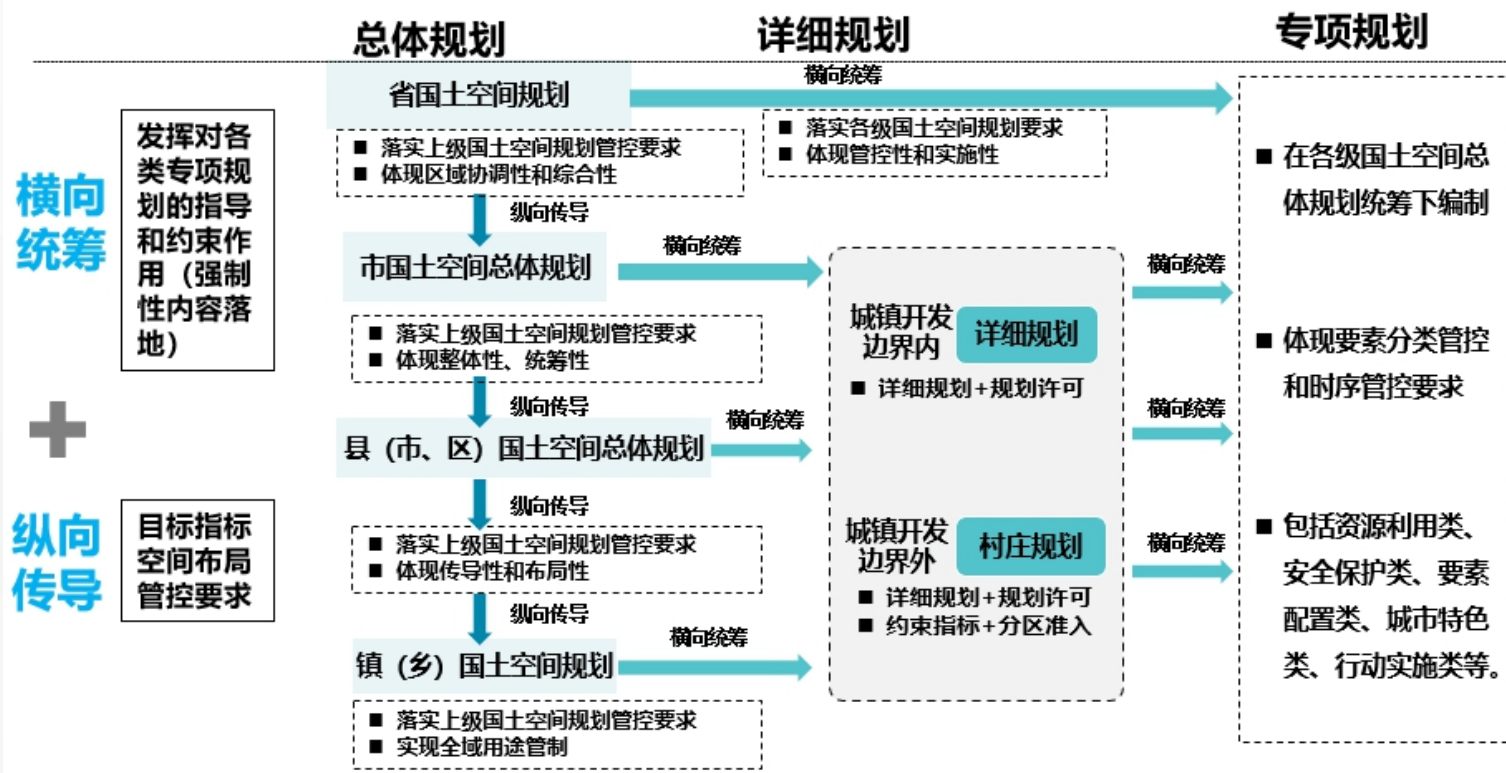 总体规划
详细规划
专项规划
横向
统筹
发挥对各
类专项规
划的指导
和约束作
用（强制
性内容落
地）
纵向
传导
目标指标
空间布局
管控要求
省国土空间规划
横向统筹
■ 落实上级国土空间规划管控要求
■ 体现区域协调性和综合性
■ 落实各级国土空间规划要求
■ 体现管控性和实施性
纵向传导
市国土空间总体规划
横向统筹
■ 落实上级国土空间规划管控要求
■ 体现整体性、统筹性
纵向传导
县（市、区）国土空间总体规划
横向统筹
纵向传导
■ 落实上级国土空间规划管控要求
■ 体现传导性和布局性
纵向传导
镇（乡）国土空间规划
横向统筹
■ 落实上级国土空间规划管控要求
■ 实现全域用途管制
城镇开发
边界内
详细规划
■ 详细规划+规划许可
城镇开发
边界外
村庄规划
■ 详细规划+规划许可
■ 约束指标+分区准入
横向统筹
横向统筹
横向统筹
■ 在各级国土空间总
体规划统筹下编制
■ 体现要素分类管控
和时序管控要求
■ 包括资源利用类、
安全保护类、要素
配置类、城市特色
类、行动实施类等。